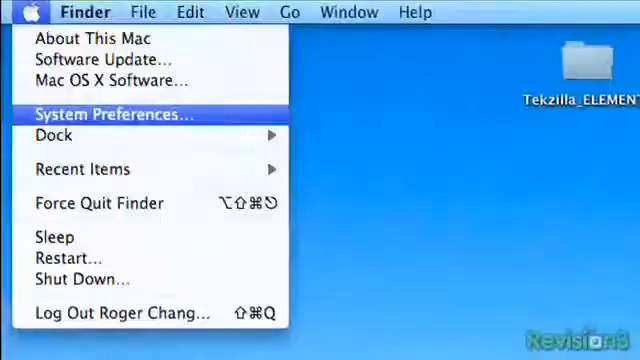 Finder File Edit View Go Window Help
About This Mac
Software Update...
Mac OS X Software...
System Preferences...
Dock
Recent Items
Force Quit Finder ⌥⇧⌘⎋
Sleep
Restart...
Shut Down...
Log Out Roger Chang... ⇧⌘Q
Tekzilla_ELEMENT
Revision3